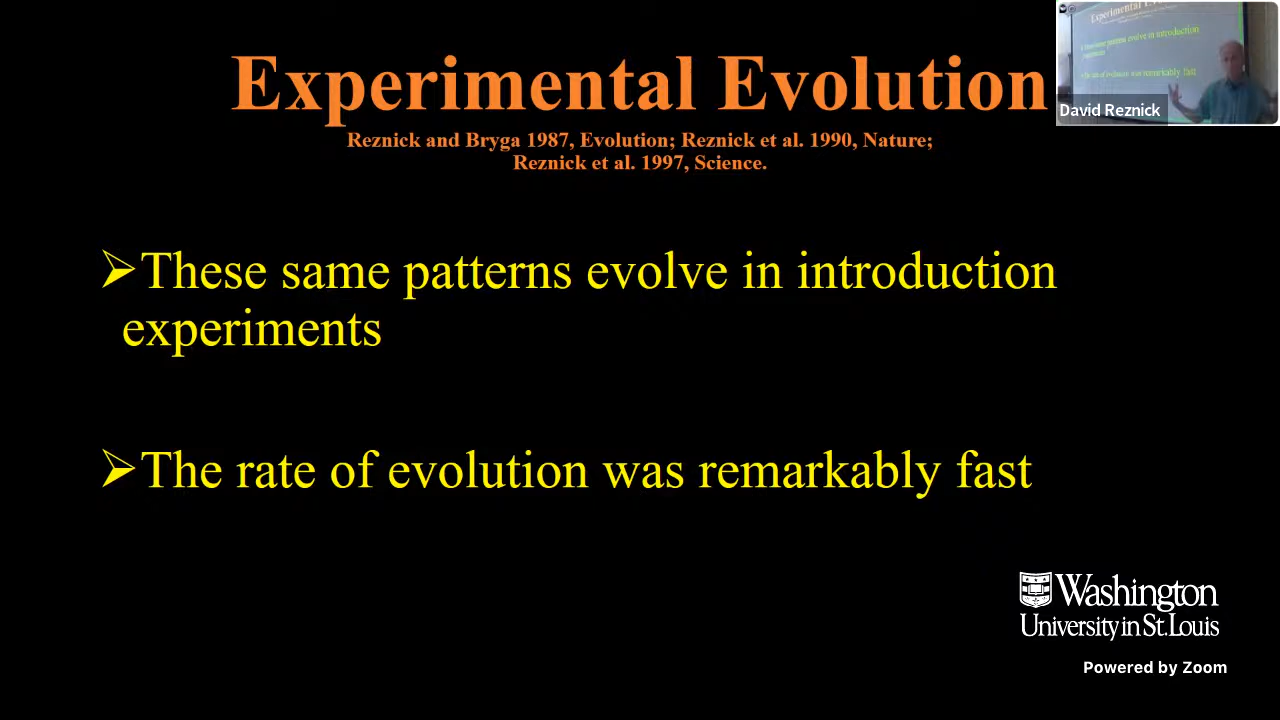 Experimental Evolution
Reznick and Bryga 1987, Evolution; Reznick et al. 1990, Nature;
Reznick et al. 1997, Science.
➢These same patterns evolve in introduction
experiments
➢The rate of evolution was remarkably fast
David Reznick
Washington
University in St. Louis
Powered by Zoom